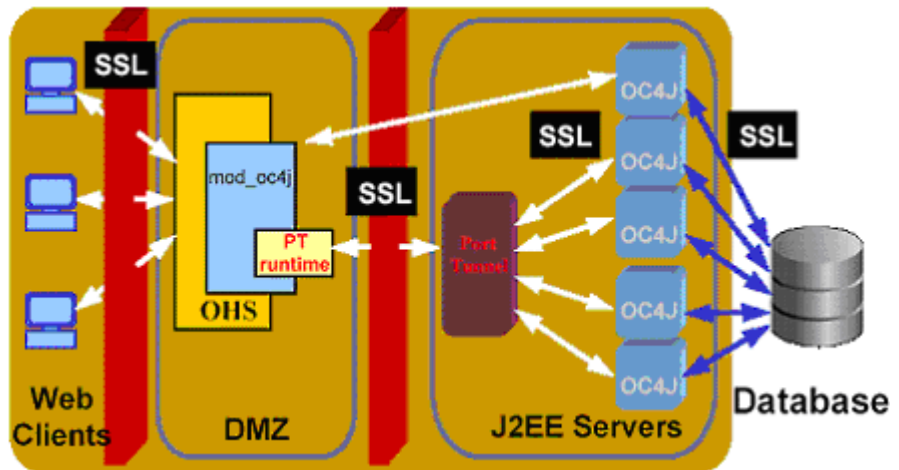 SSL
OC4J
SSL
OC4J
SSL
mod_oc4j
SSL
OC4J
PT
runtime
Port
Tunnel
OHS
OC4J
OC4J
Web
Clients
DMZ
J2EE Servers
Database